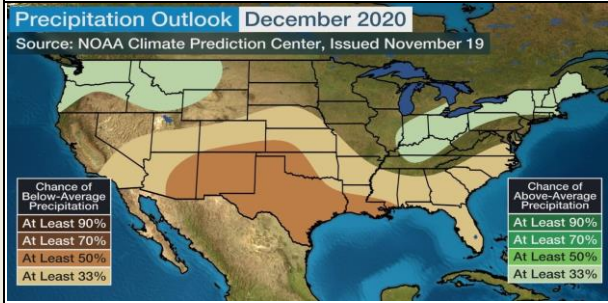 Precipitation Outlook December 2020
Source: NOAA Climate Prediction Center, Issued November 19
Chance of
Below-Average
Precipitation
At Least 90%
At Least 70%
At Least 50%
At Least 33%
Chance of
Above-Average
Precipitation
At Least 90%
At Least 70%
At Least 50%
At Least 33%